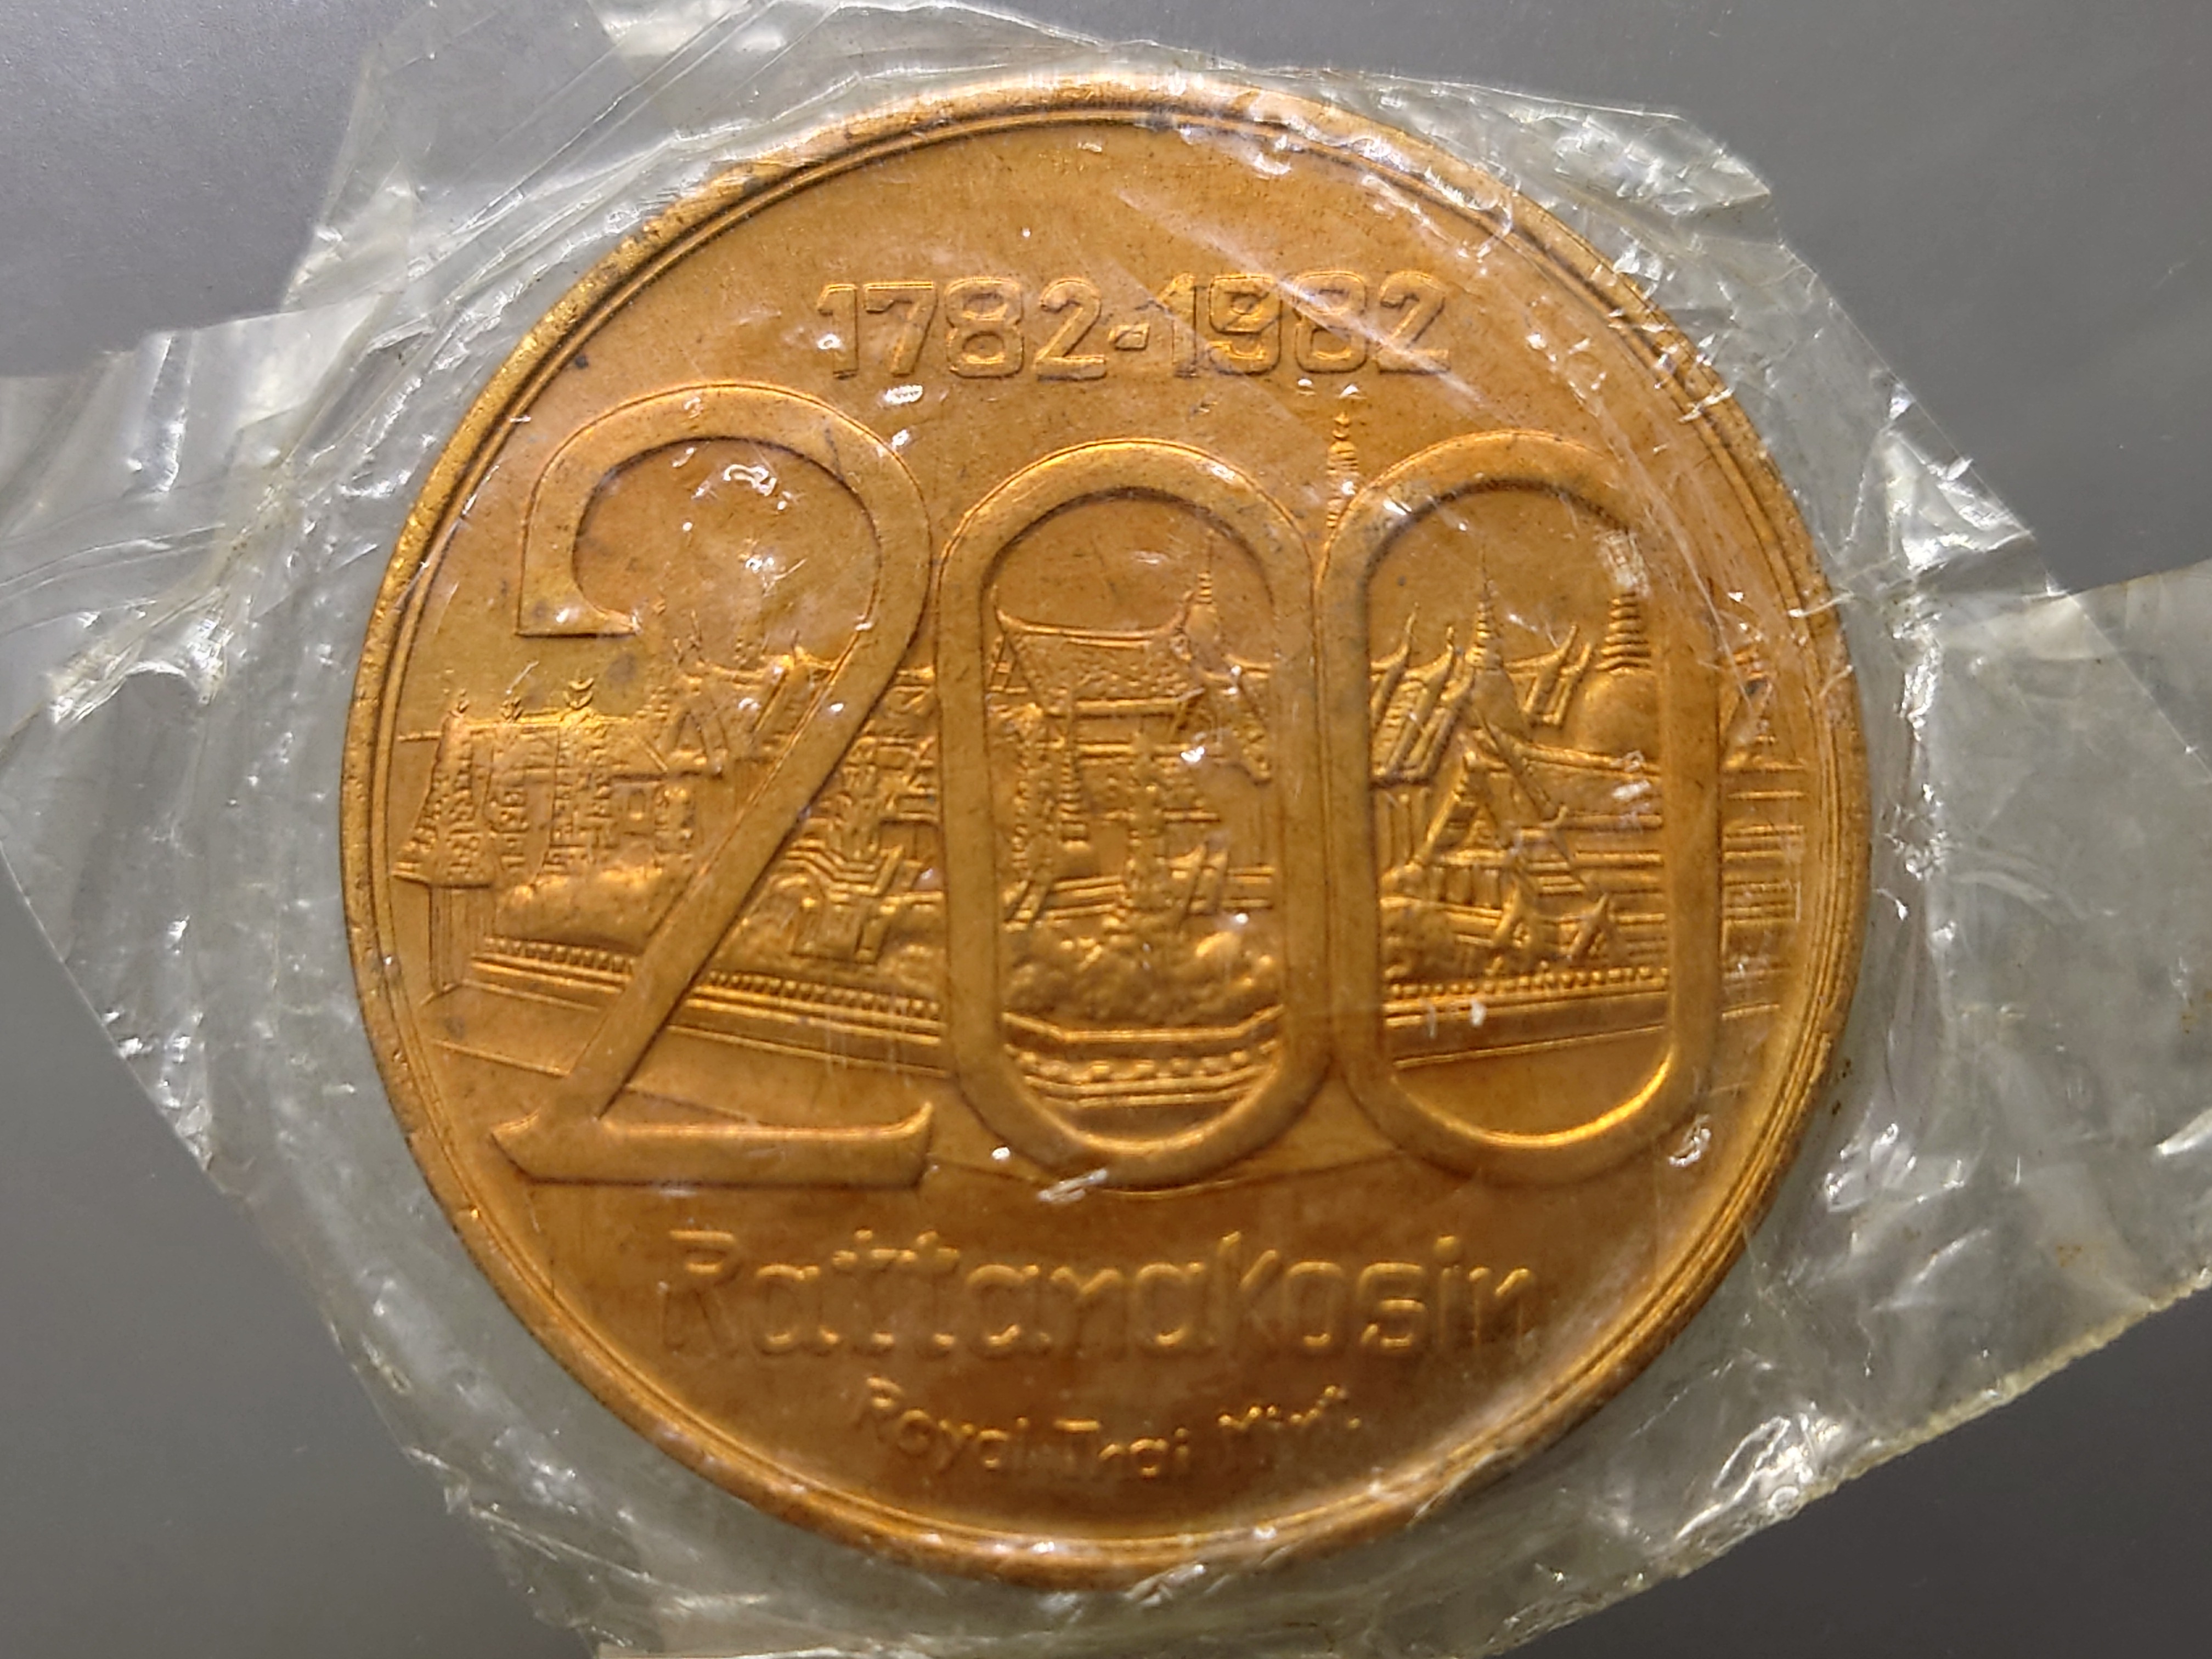 1782-1982
200
Rattanakosin
Royal Thai Mint.